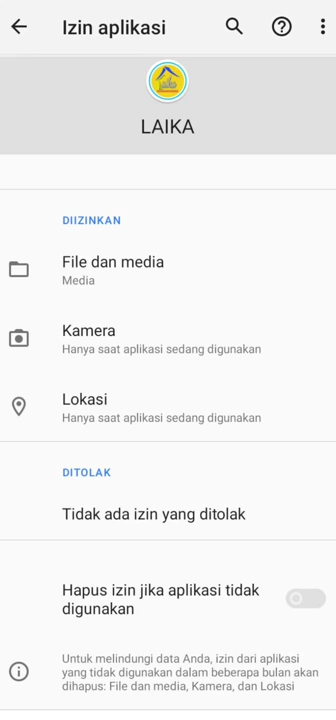 Izin aplikasi
LAIKA
DIIZINKAN
File dan media
Media
Kamera
Hanya saat aplikasi sedang digunakan
Lokasi
Hanya saat aplikasi sedang digunakan
DITOLAK
Tidak ada izin yang ditolak
Hapus izin jika aplikasi tidak
digunakan
Untuk melindungi data Anda, izin dari aplikasi
yang tidak digunakan dalam beberapa bulan akan
dihapus: File dan media, Kamera, dan Lokasi